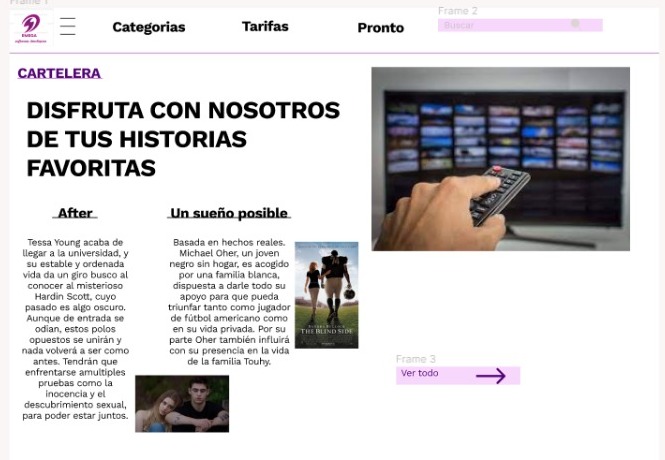 Frame 1
Frame 2
Categorias
Tarifas
Pronto
Buscar
CARTELERA
DISFRUTA CON NOSOTROS
DE TUS HISTORIAS
FAVORITAS
After
Tessa Young acaba de
llegar a la universidad, y
su estable y ordenada
vida da un giro busco al
conocer al misterioso
Hardin Scott, cuyo
pasado es algo oscuro.
Aunque de entrada se
odian, estos polos
opuestos se unirán y
nada volverá a ser como
antes. Tendrán que
enfrentarse amultiples
pruebas como la
inocencia y el
descubrimiento sexual,
para poder estar juntos.
Un sueño posible
Basada en hechos reales.
Michael Oher, un joven
negro sin hogar, es acogido
por una familia blanca,
dispuesta a darle todo su
apoyo para que pueda
triunfar tanto como jugador
de fútbol americano como
en su vida privada. Por su
parte Oher también influirá
con su presencia en la vida
de la familia Touhy.
THE BLIND SIDE
Frame 3
Ver todo